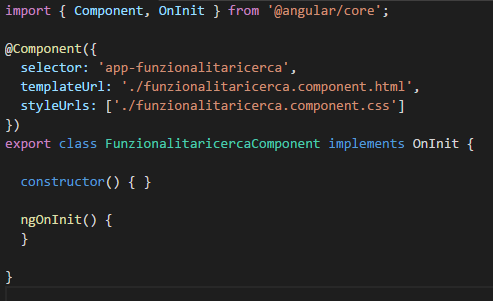 import { Component, OnInit } from '@angular/core';
@Component({
selector: 'app-funzionalitaricerca',
templateUrl: './funzionalitaricerca.component.html',
styleUrls: ['./funzionalitaricerca.component.css']
})
export class FunzionalitaricercaComponent implements OnInit {
constructor() { }
ngOnInit() {
}
}